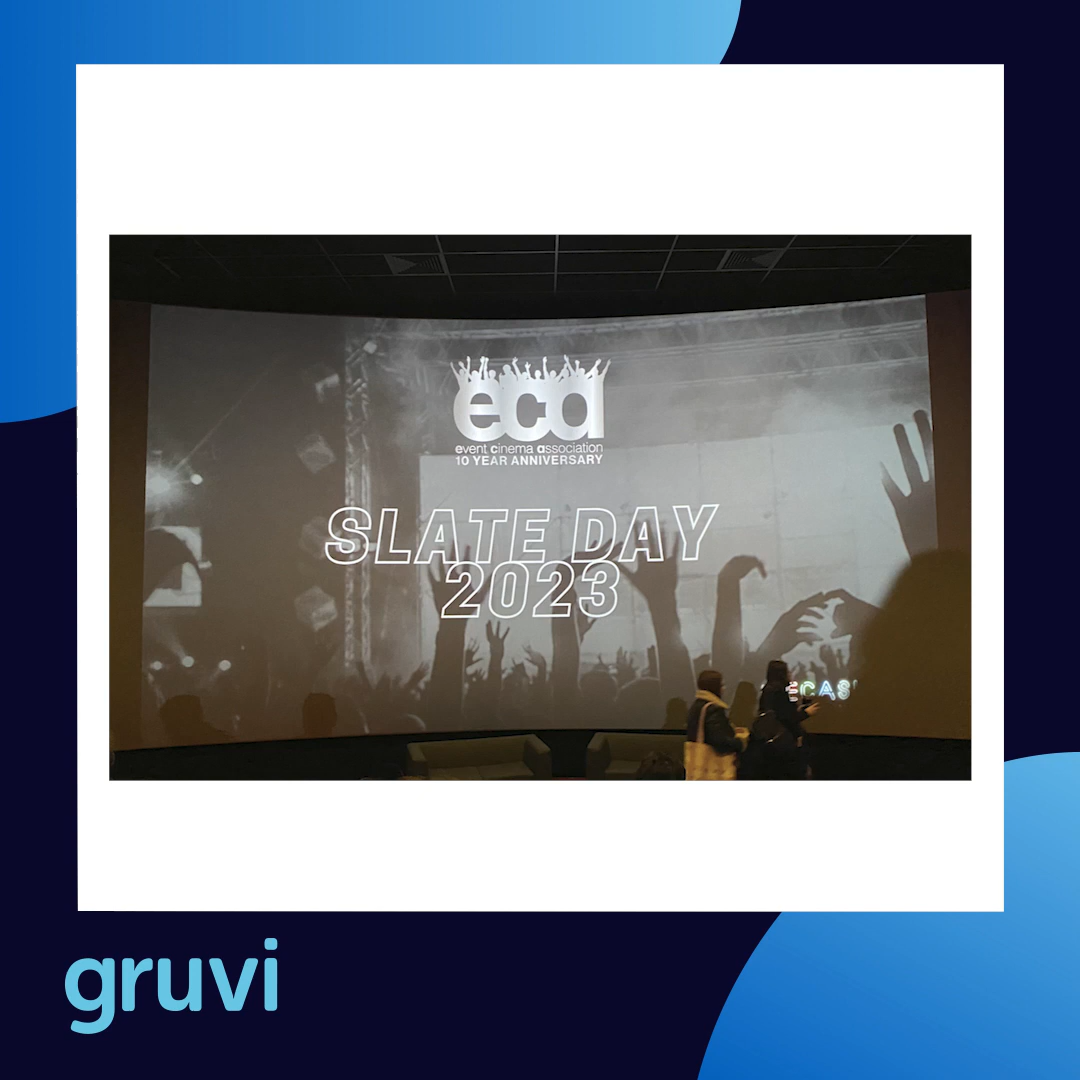 eca
event cinema association
10 YEAR ANNIVERSARY
SLATE DAY
2023
gruvi